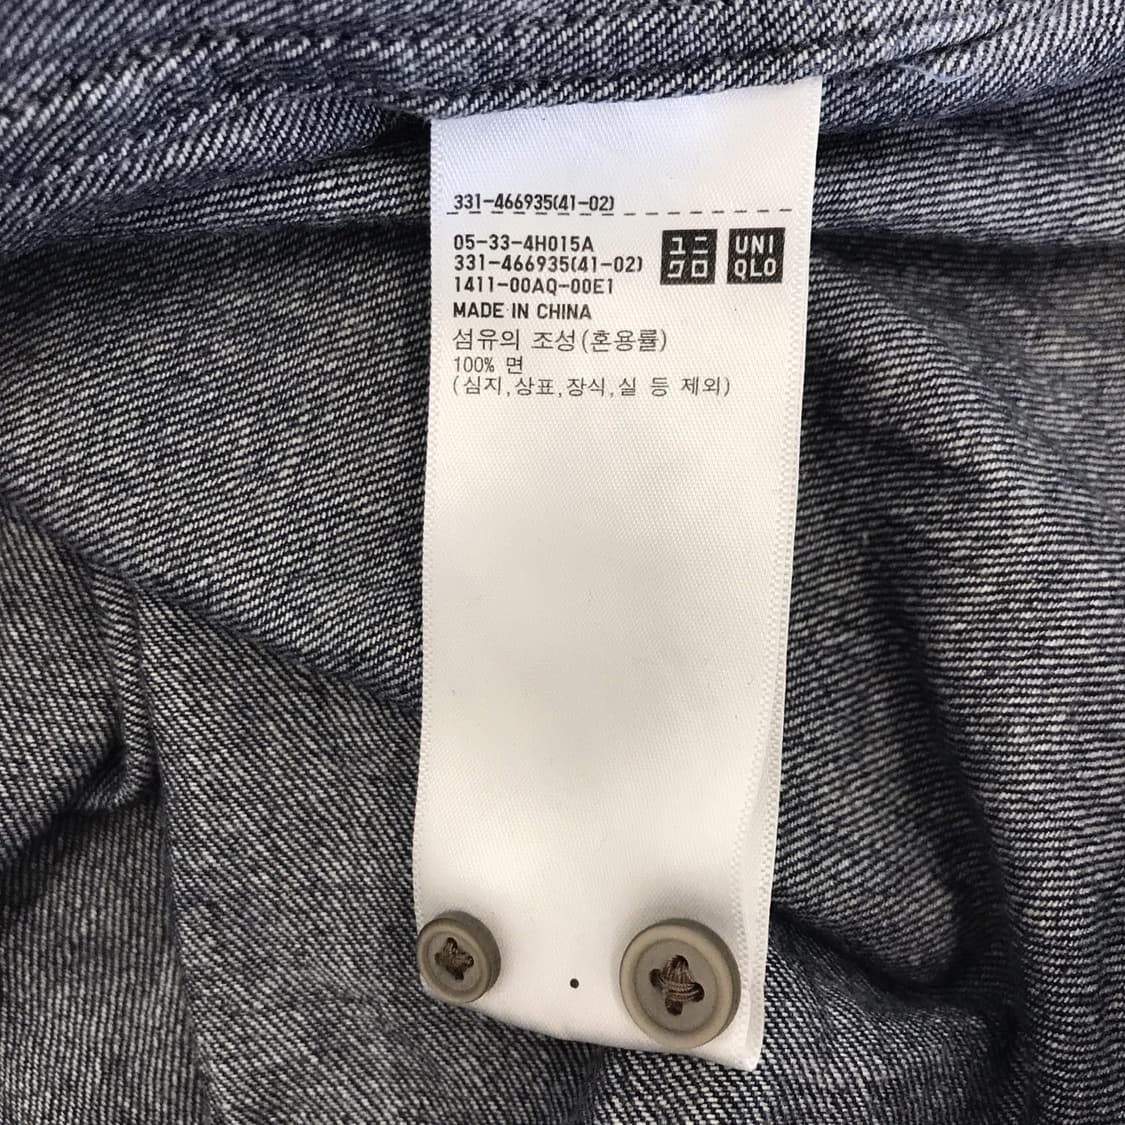 331-466935(41-02)
05-33-4H015A
331-466935(41-02)
1411-00AQ-00E1
ユニ
クロ
UNI
QLO
MADE IN CHINA
섬유의 조성(혼용률)
100% 면
(심지,상표,장식,실 등 제외)